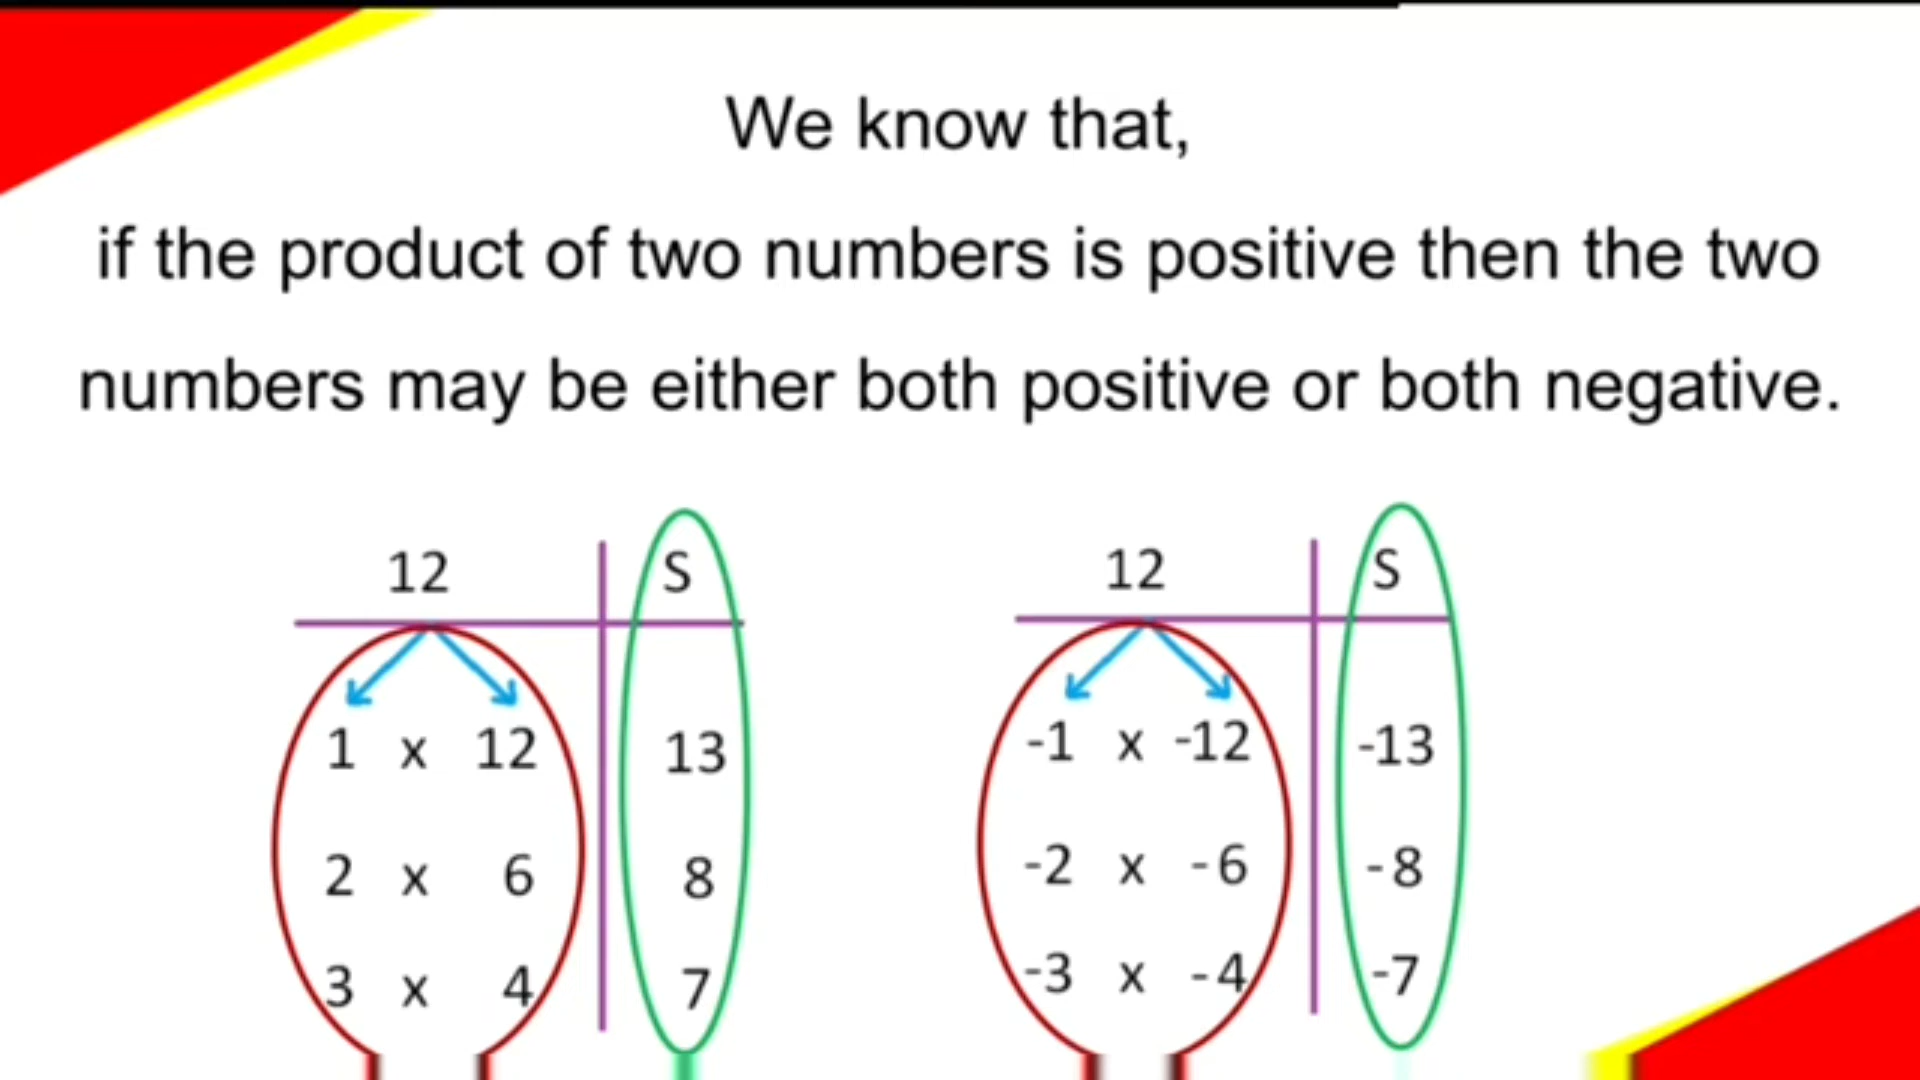 We know that,
if the product of two numbers is positive then the two
numbers may be either both positive or both negative.
12 S
1 x 12 13
2 x 6 8
3 x 4 7
12 S
-1 x -12 -13
-2 x -6 -8
-3 x -4 -7